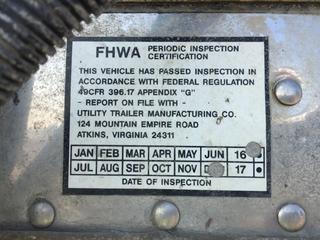 FHWA PERIODIC INSPECTION CERTIFICATION
THIS VEHICLE HAS PASSED INSPECTION IN
ACCORDANCE WITH FEDERAL REGULATION
49CFR 396.17 APPENDIX "G"
- REPORT ON FILE WITH -
UTILITY TRAILER MANUFACTURING CO.
124 MOUNTAIN EMPIRE ROAD
ATKINS, VIRGINIA 24311
JAN FEB MAR APR MAY JUN 16
JUL AUG SEP OCT NOV 17
DATE OF INSPECTION